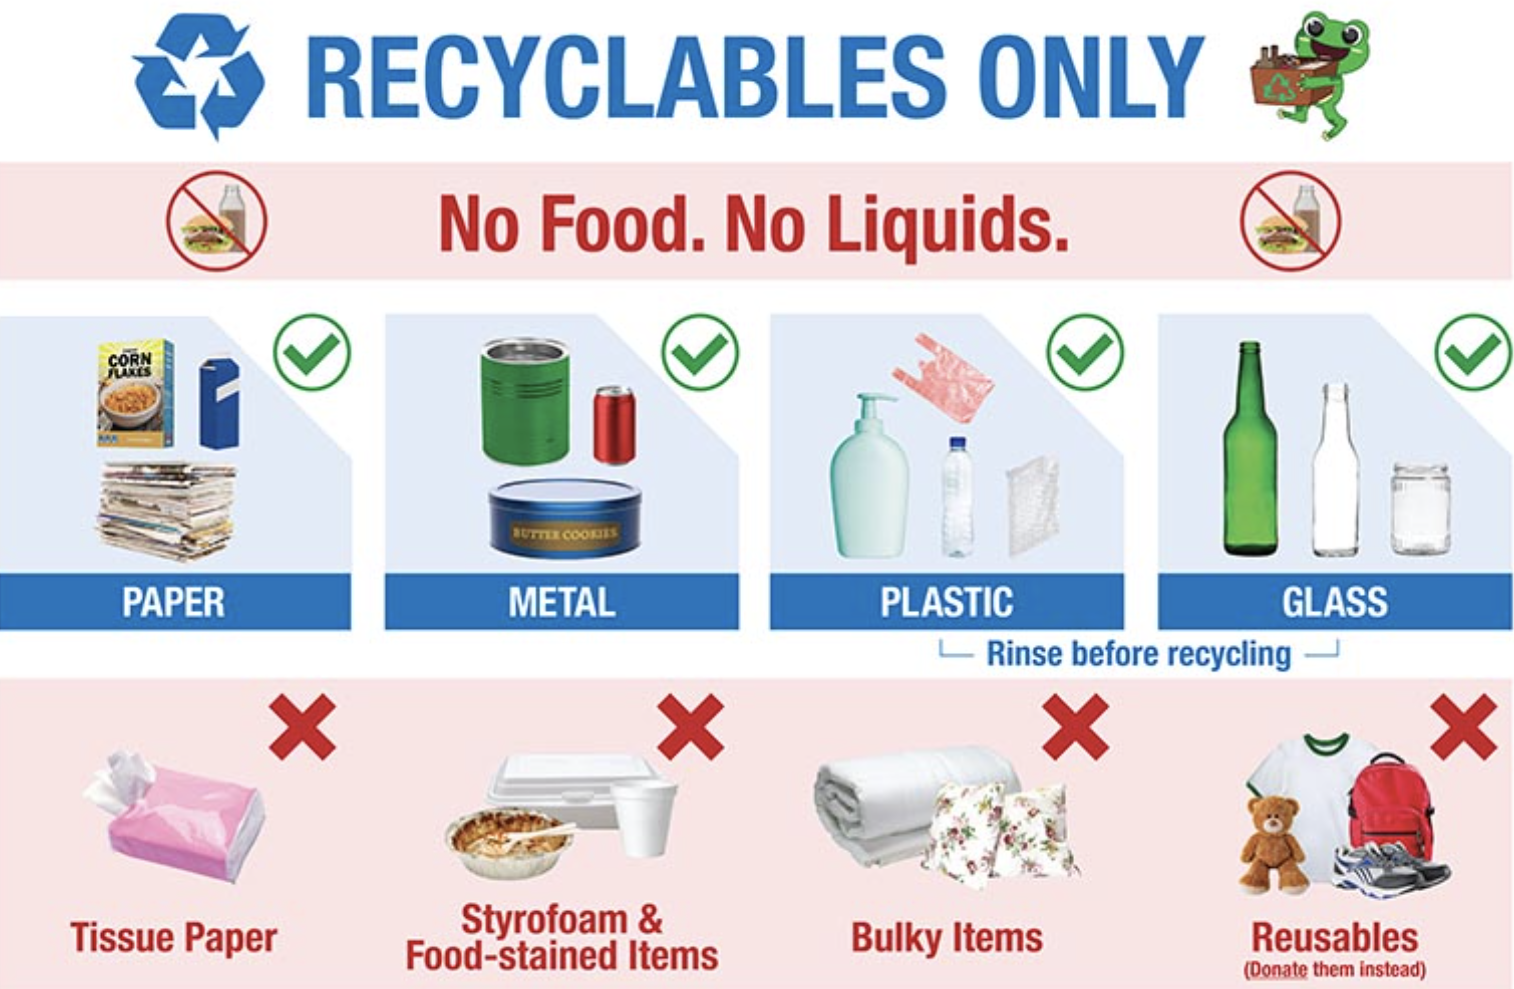 RECYCLABLES ONLY
No Food. No Liquids.
CORN
FLAKES
BUTTER COOKIES
PAPER
METAL
PLASTIC
GLASS
Rinse before recycling
Tissue Paper
Styrofoam &
Food-stained Items
Bulky Items
Reusables
(Donate them instead)